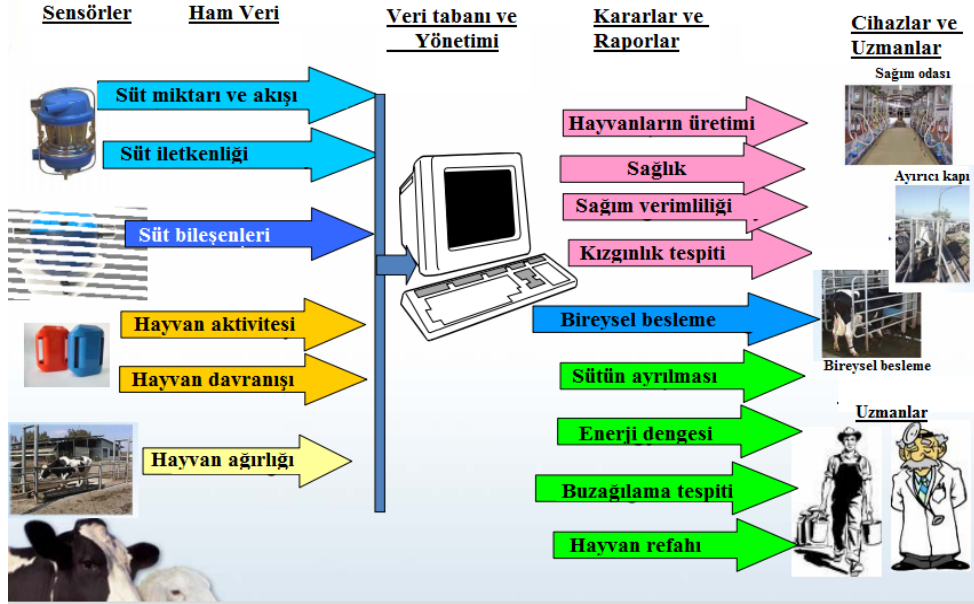 Sensörler
Ham Veri
Veri tabanı ve
Yönetimi
Kararlar ve
Raporlar
Cihazlar ve
Uzmanlar
Süt miktarı ve akışı
Süt iletkenliği
Süt bileşenleri
Hayvan aktivitesi
Hayvan davranışı
Hayvan ağırlığı
Hayvanların üretimi
Sağlık
Sağım verimliliği
Kızgınlık tespiti
Bireysel besleme
Sütün ayrılması
Enerji dengesi
Buzağılama tespiti
Hayvan refahı
Sağım odası
Ayırıcı kapı
Bireysel besleme
Uzmanlar